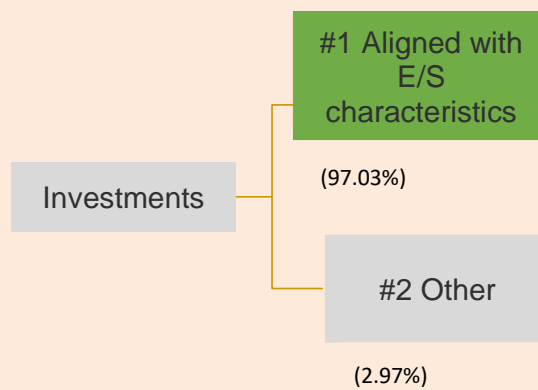 #1 Aligned with
E/S
characteristics
(97.03%)
Investments
#2 Other
(2.97%)